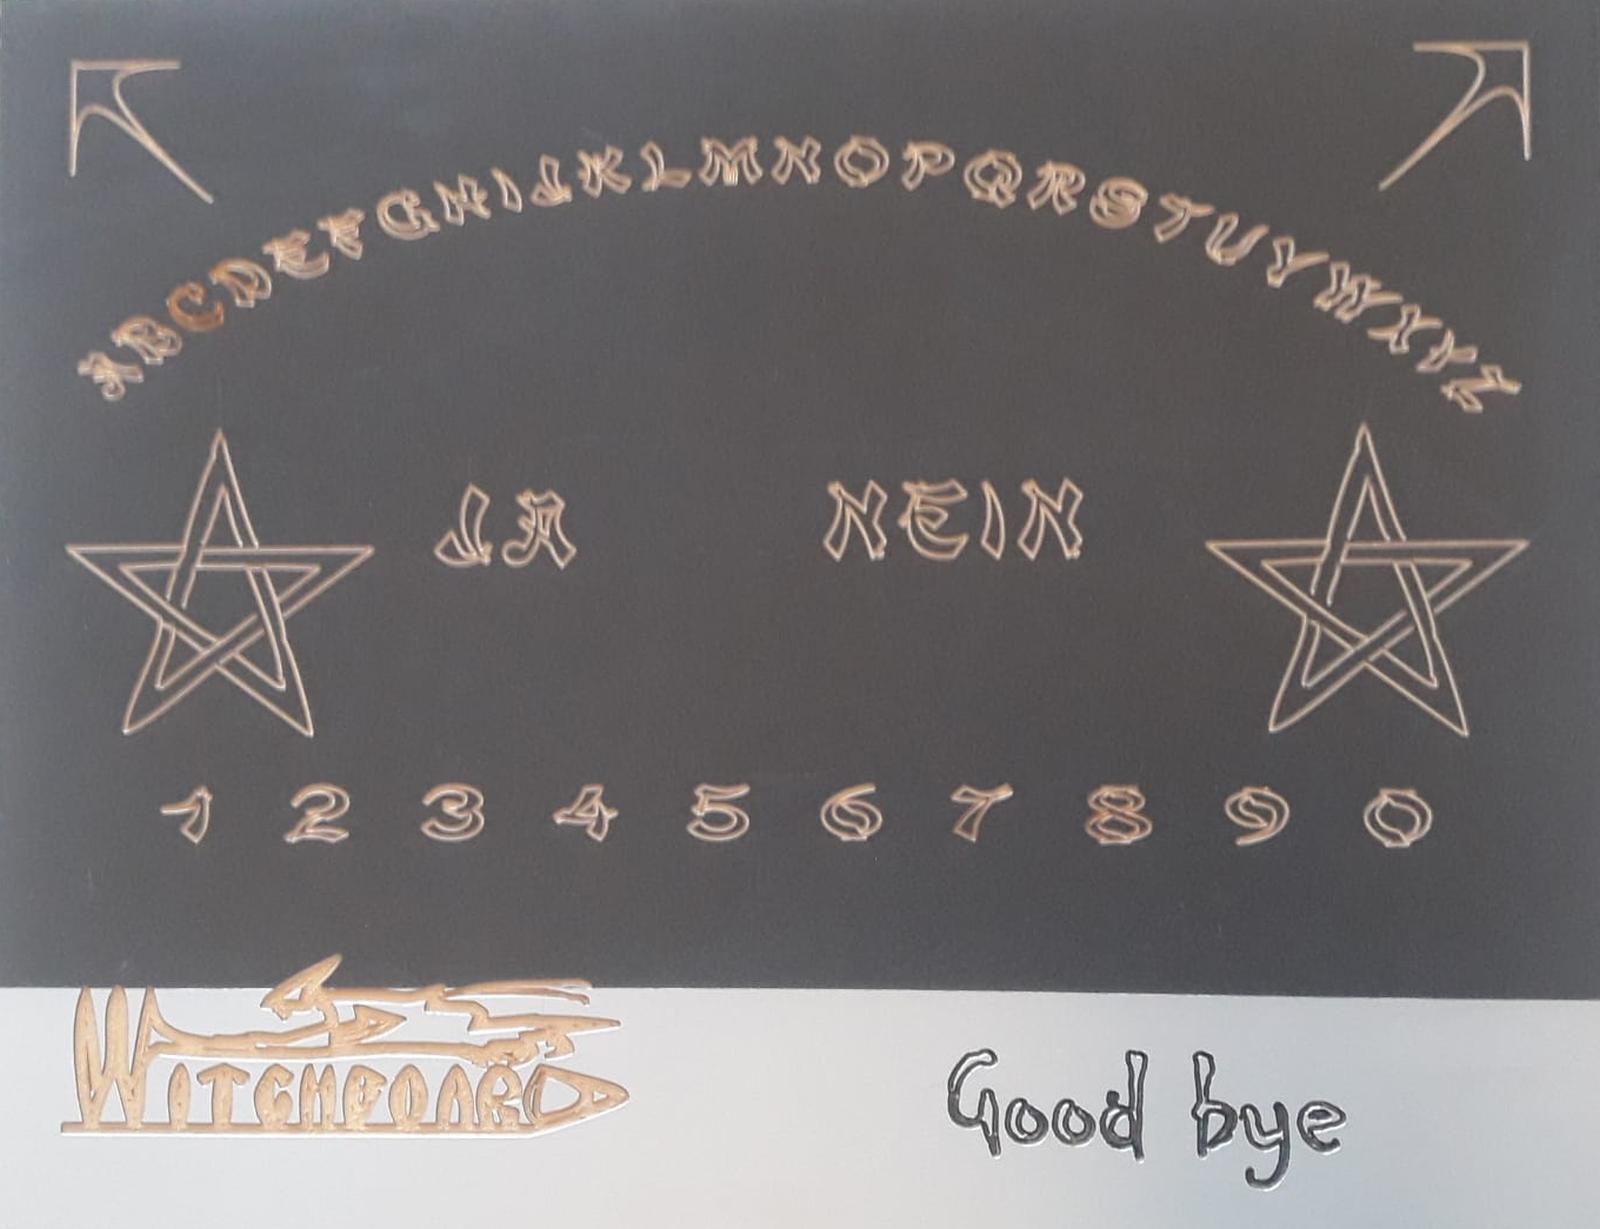 ABCDEFGHIJKLMNOPQRSTUVWXYZ
JA NEIN
1 2 3 4 5 6 7 8 9 0
WITCHBOARD
Good bye